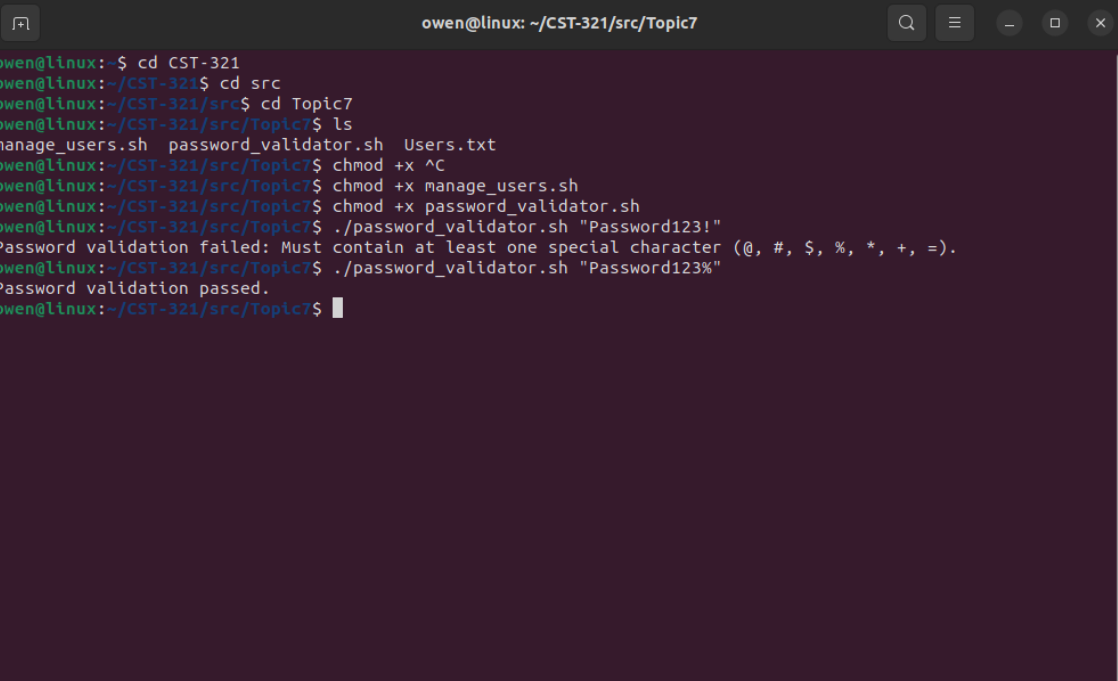 owen@linux: ~/CST-321/src/Topic7
owen@linux:~$ cd CST-321
owen@linux:~/CST-321$ cd src
owen@linux:~/CST-321/src$ cd Topic7
owen@linux:~/CST-321/src/Topic7$ ls
manage_users.sh  password_validator.sh  Users.txt
owen@linux:~/CST-321/src/Topic7$ chmod +x ^C
owen@linux:~/CST-321/src/Topic7$ chmod +x manage_users.sh
owen@linux:~/CST-321/src/Topic7$ chmod +x password_validator.sh
owen@linux:~/CST-321/src/Topic7$ ./password_validator.sh "Password123!"
Password validation failed: Must contain at least one special character (@, #, $, %, *, +, =).
owen@linux:~/CST-321/src/Topic7$ ./password_validator.sh "Password123%"
Password validation passed.
owen@linux:~/CST-321/src/Topic7$